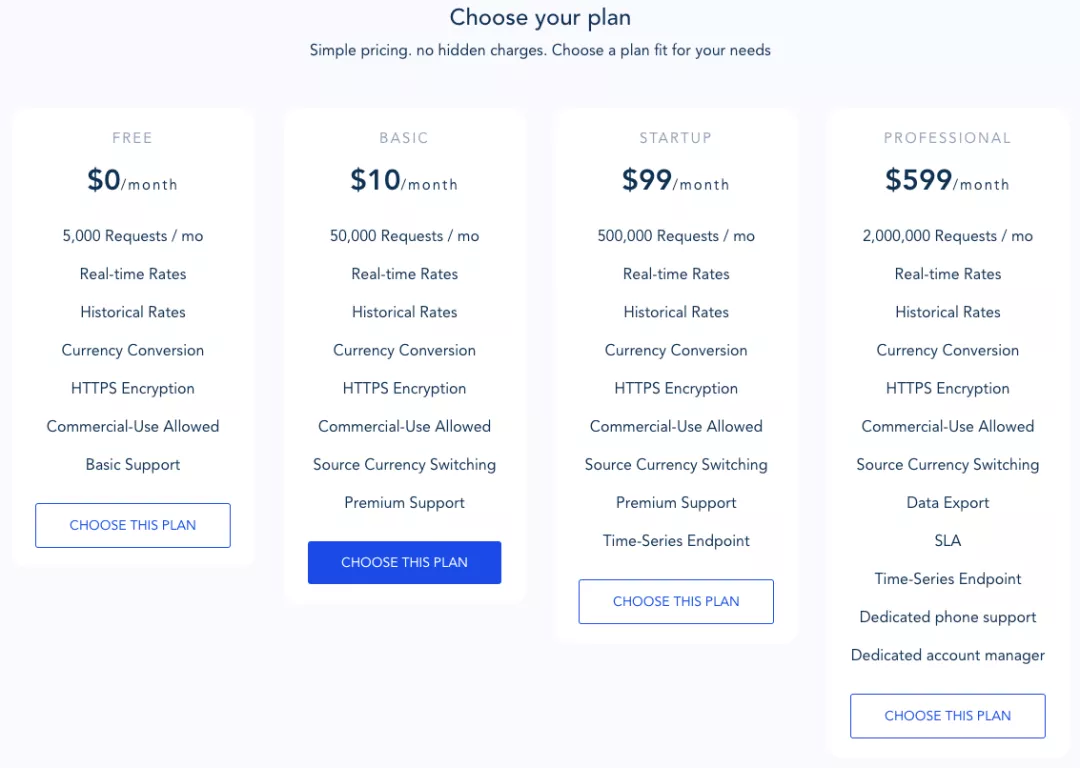 Choose your plan
Simple pricing. no hidden charges. Choose a plan fit for your needs
FREE
$0/month
5,000 Requests / mo
Real-time Rates
Historical Rates
Currency Conversion
HTTPS Encryption
Commercial-Use Allowed
Basic Support
CHOOSE THIS PLAN
BASIC
$10/month
50,000 Requests / mo
Real-time Rates
Historical Rates
Currency Conversion
HTTPS Encryption
Commercial-Use Allowed
Source Currency Switching
Premium Support
CHOOSE THIS PLAN
STARTUP
$99/month
500,000 Requests / mo
Real-time Rates
Historical Rates
Currency Conversion
HTTPS Encryption
Commercial-Use Allowed
Source Currency Switching
Premium Support
Time-Series Endpoint
CHOOSE THIS PLAN
PROFESSIONAL
$599/month
2,000,000 Requests / mo
Real-time Rates
Historical Rates
Currency Conversion
HTTPS Encryption
Commercial-Use Allowed
Source Currency Switching
Data Export
SLA
Time-Series Endpoint
Dedicated phone support
Dedicated account manager
CHOOSE THIS PLAN